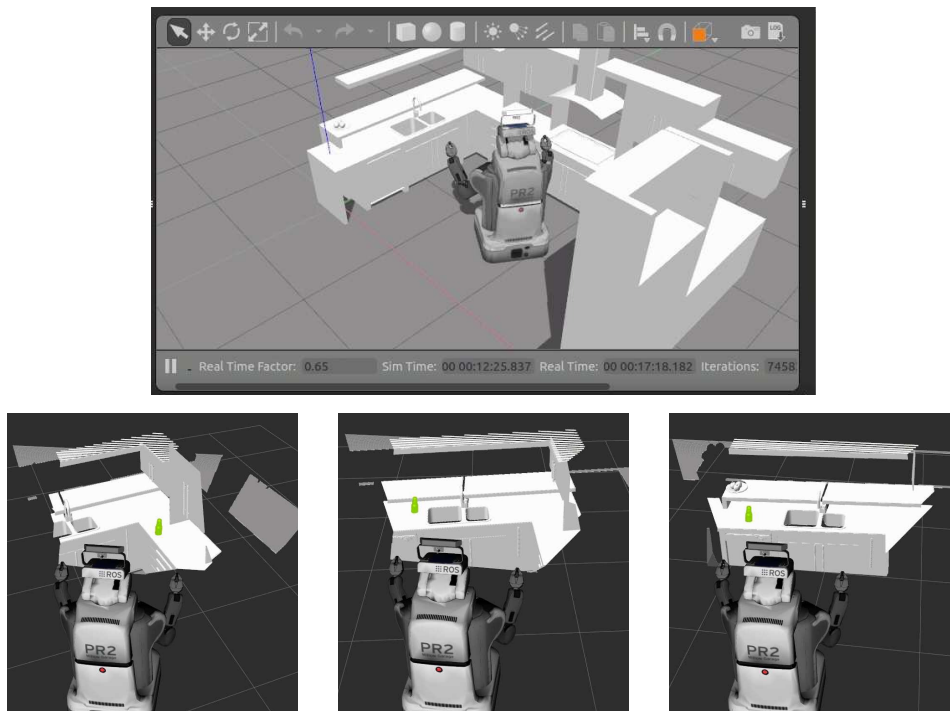 LOG
PR2
PR2
Real Time Factor: 0.65 Sim Time: 00 00:12:25.837 Real Time: 00 00:17:18.182 Iterations: 7458
ROS ROS ROS
PR2 PR2 PR2